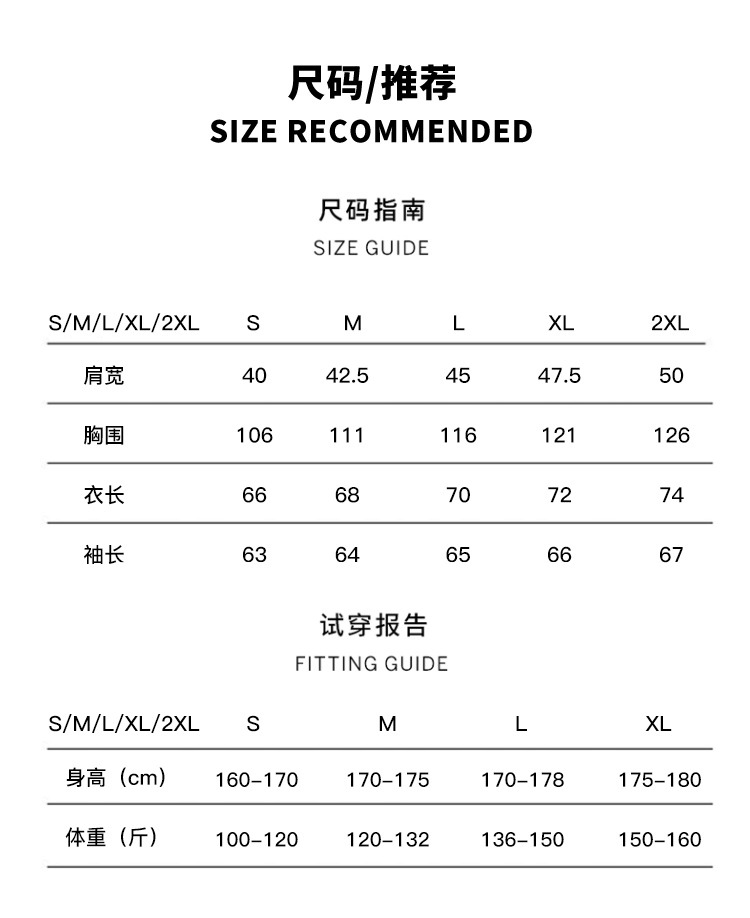 尺码/推荐
SIZE RECOMMENDED
尺码指南
SIZE GUIDE
S/M/L/XL/2XL S M L XL 2XL
肩宽 40 42.5 45 47.5 50
胸围 106 111 116 121 126
衣长 66 68 70 72 74
袖长 63 64 65 66 67
试穿报告
FITTING GUIDE
S/M/L/XL/2XL S M L XL
身高（cm） 160-170 170-175 170-178 175-180
体重（斤） 100-120 120-132 136-150 150-160